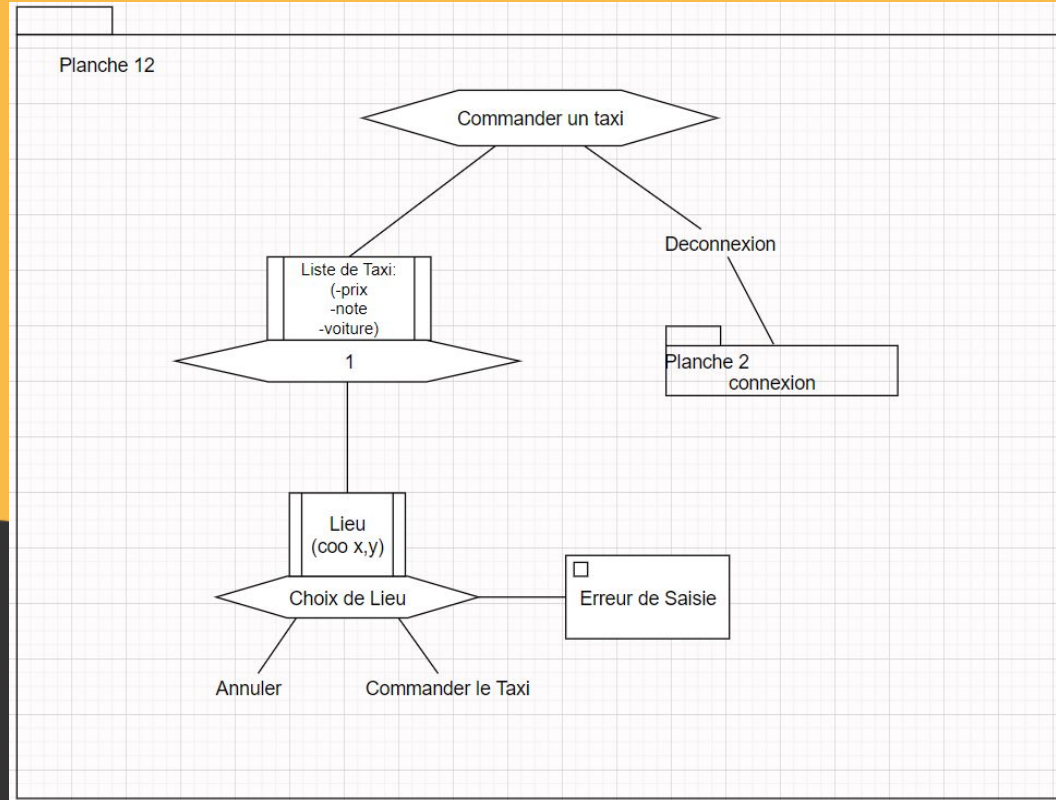 Planche 12
Commander un taxi
Deconnexion
Liste de Taxi:
(-prix
-note
-voiture)
1
Planche 2
connexion
Lieu
(coo x,y)
Choix de Lieu
Erreur de Saisie
Annuler
Commander le Taxi